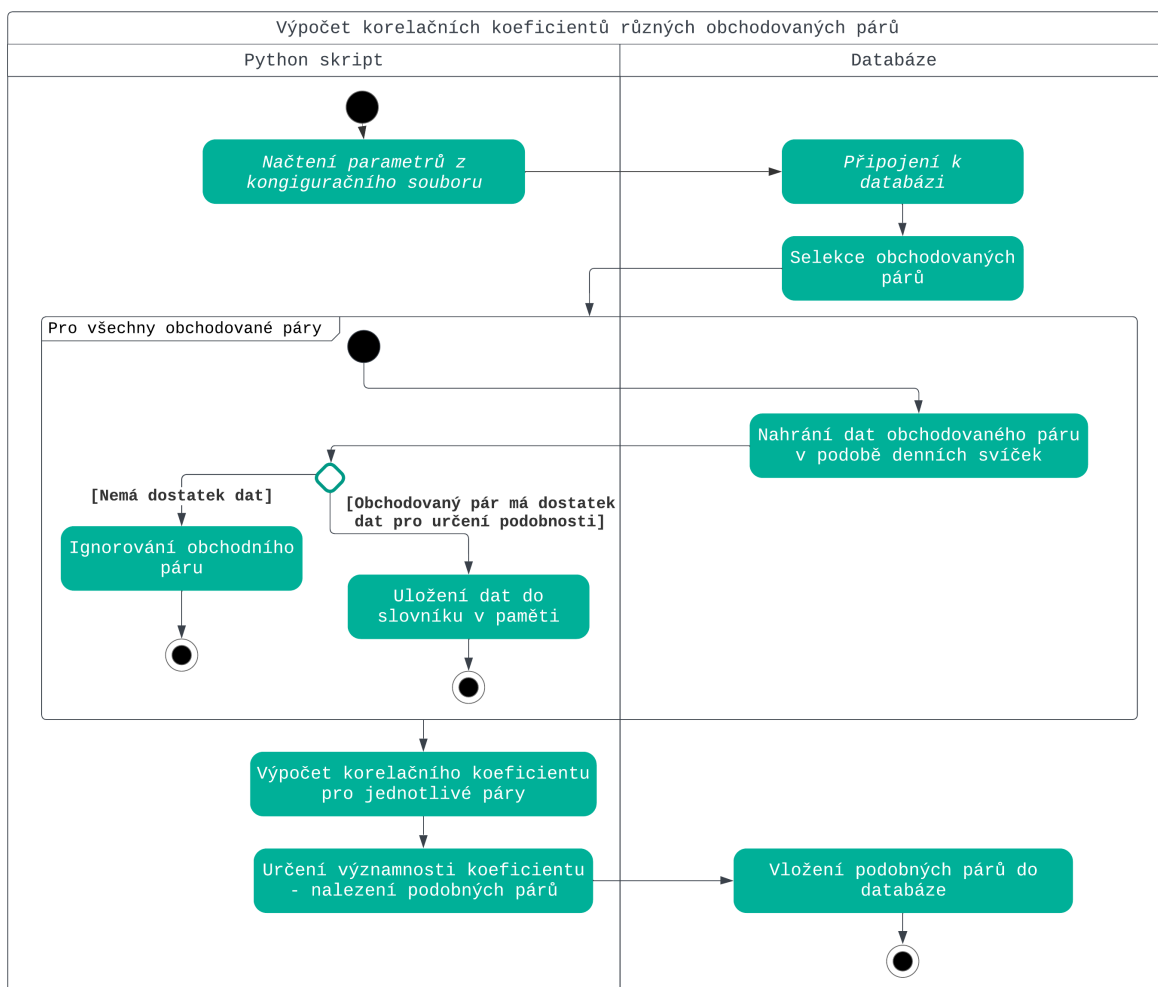 Výpočet korelačních koeficientů různých obchodovaných párů
Python skript
Databáze
Načtení parametrů z
kongiguračního souboru
Připojení k
databázi
Selekce obchodovaných
párů
Pro všechny obchodované páry
Nahrání dat obchodovaného páru
v podobě denních svíček
[Nemá dostatek dat]
[Obchodovaný pár má dostatek
dat pro určení podobnosti]
Ignorování obchodního
páru
Uložení dat do
slovníku v paměti
Výpočet korelačního koeficientu
pro jednotlivé páry
Určení významnosti koeficientu
- nalezení podobných párů
Vložení podobných párů do
databáze